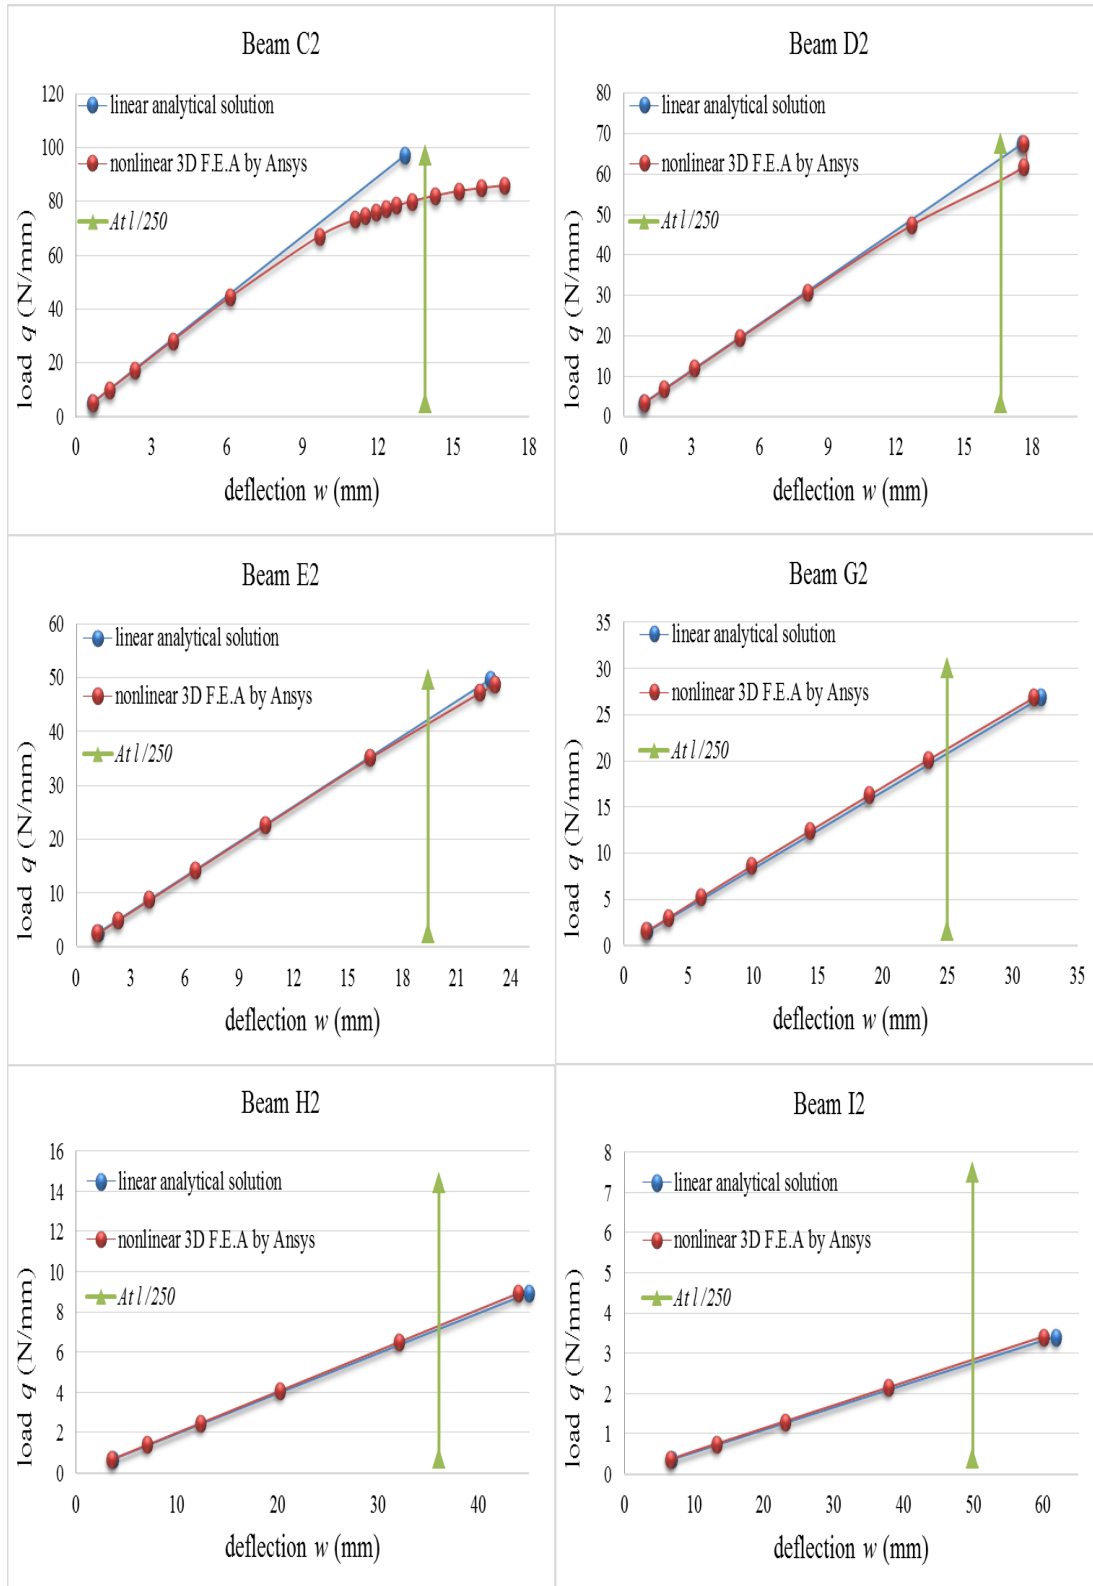 Beam C2
120
100
80
60
40
20
0
linear analytical solution
nonlinear 3D F.E.A by Ansys
At l /250
load q (N/mm)
0 3 6 9 12 15 18
deflection w (mm)
Beam D2
80
70
60
50
40
30
20
10
0
linear analytical solution
nonlinear 3D F.E.A by Ansys
At l /250
load q (N/mm)
0 3 6 9 12 15 18
deflection w (mm)
Beam E2
60
50
40
30
20
10
0
linear analytical solution
nonlinear 3D F.E.A by Ansys
At l /250
load q (N/mm)
0 3 6 9 12 15 18 21 24
deflection w (mm)
Beam G2
35
30
25
20
15
10
5
0
linear analytical solution
nonlinear 3D F.E.A by Ansys
At l /250
load q (N/mm)
0 5 10 15 20 25 30 35
deflection w (mm)
Beam H2
16
14
12
10
8
6
4
2
0
linear analytical solution
nonlinear 3D F.E.A by Ansys
At l /250
load q (N/mm)
0 10 20 30 40
deflection w (mm)
Beam I2
8
7
6
5
4
3
2
1
0
linear analytical solution
nonlinear 3D F.E.A by Ansys
At l /250
load q (N/mm)
0 10 20 30 40 50 60
deflection w (mm)